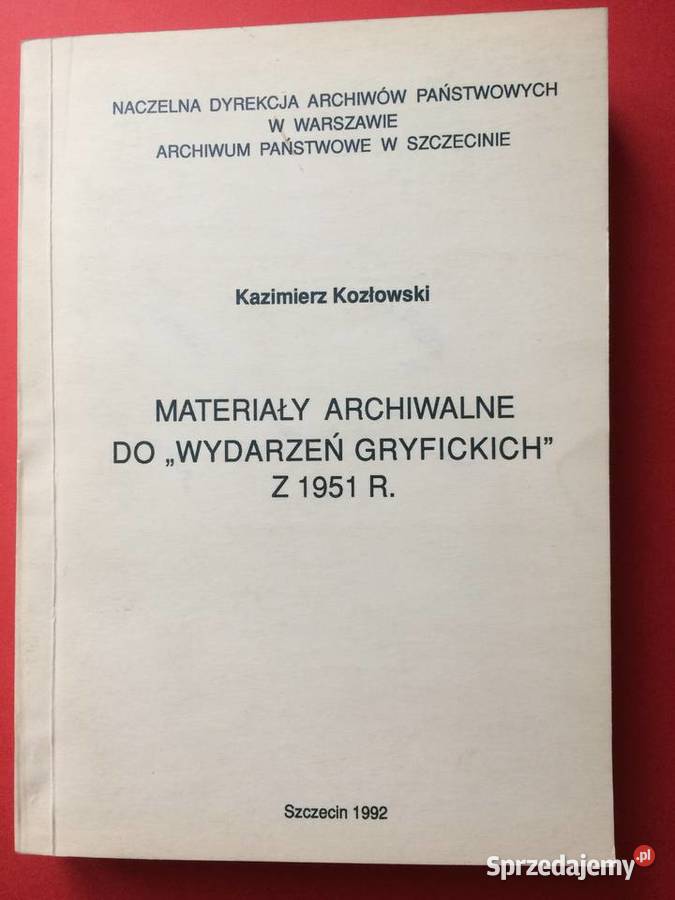 NACZELNA DYREKCJA ARCHIWÓW PAŃSTWOWYCH
W WARSZAWIE
ARCHIWUM PAŃSTWOWE W SZCZECINIE
Kazimierz Kozłowski
MATERIAŁY ARCHIWALNE
DO „WYDARZEŃ GRYFICKICH”
Z 1951 R.
Szczecin 1992
Sprzedajemy.pl